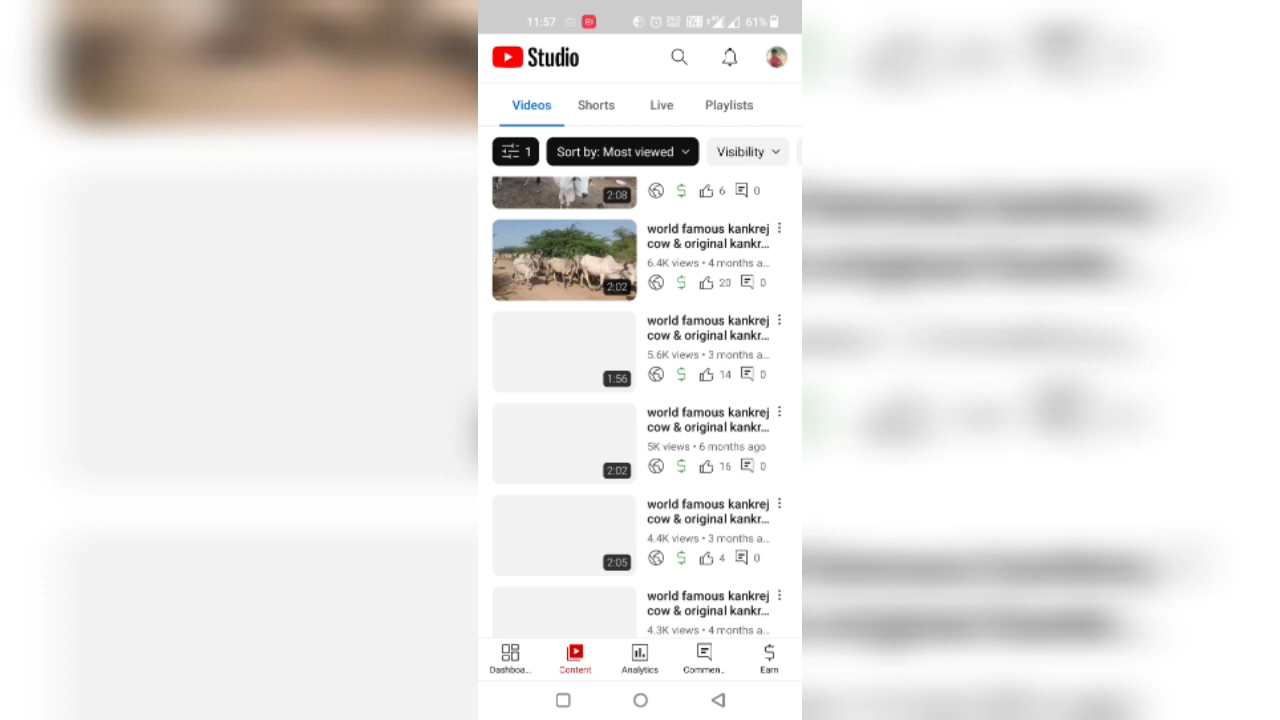 11:57
61%
Studio
Videos Shorts Live Playlists
1 Sort by: Most viewed Visibility
2:08
6 0
world famous kankrej
cow & original kankr...
6.4K views • 4 months a...
2:02
20 0
world famous kankrej
cow & original kankr...
5.6K views • 3 months a...
1:56
14 0
world famous kankrej
cow & original kankr...
5K views • 6 months ago
2:02
16 0
world famous kankrej
cow & original kankr...
4.4K views • 3 months a...
2:05
4 0
world famous kankrej
cow & original kankr...
4.3K views • 4 months a...
Dashboa... Content Analytics Commen... Earn